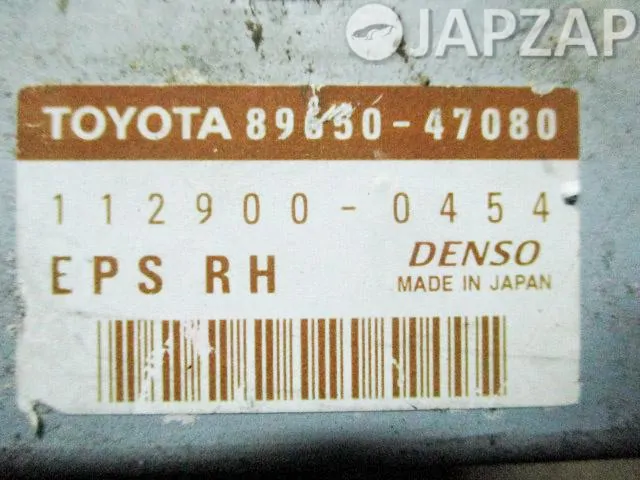 JAPZAP
TOYOTA 89650-47080
112900-0454
EPS RH
DENSO
MADE IN JAPAN